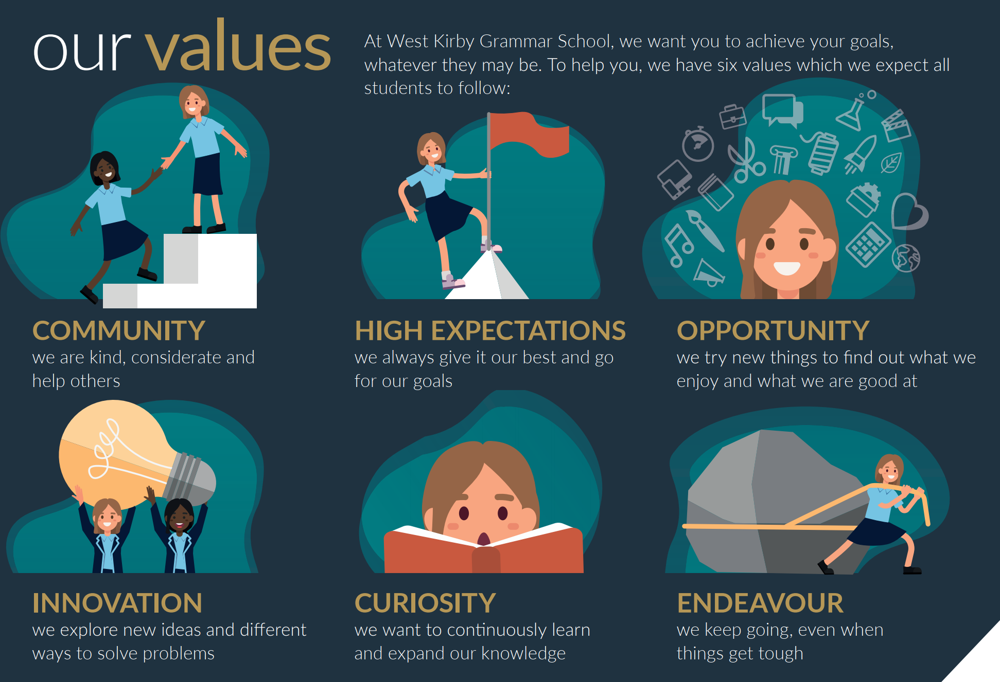 our values
At West Kirby Grammar School, we want you to achieve your goals,
whatever they may be. To help you, we have six values which we expect all
students to follow:
COMMUNITY
we are kind, considerate and
help others
HIGH EXPECTATIONS
we always give it our best and go
for our goals
OPPORTUNITY
we try new things to find out what we
enjoy and what we are good at
INNOVATION
we explore new ideas and different
ways to solve problems
CURIOSITY
we want to continuously learn
and expand our knowledge
ENDEAVOUR
we keep going, even when
things get tough